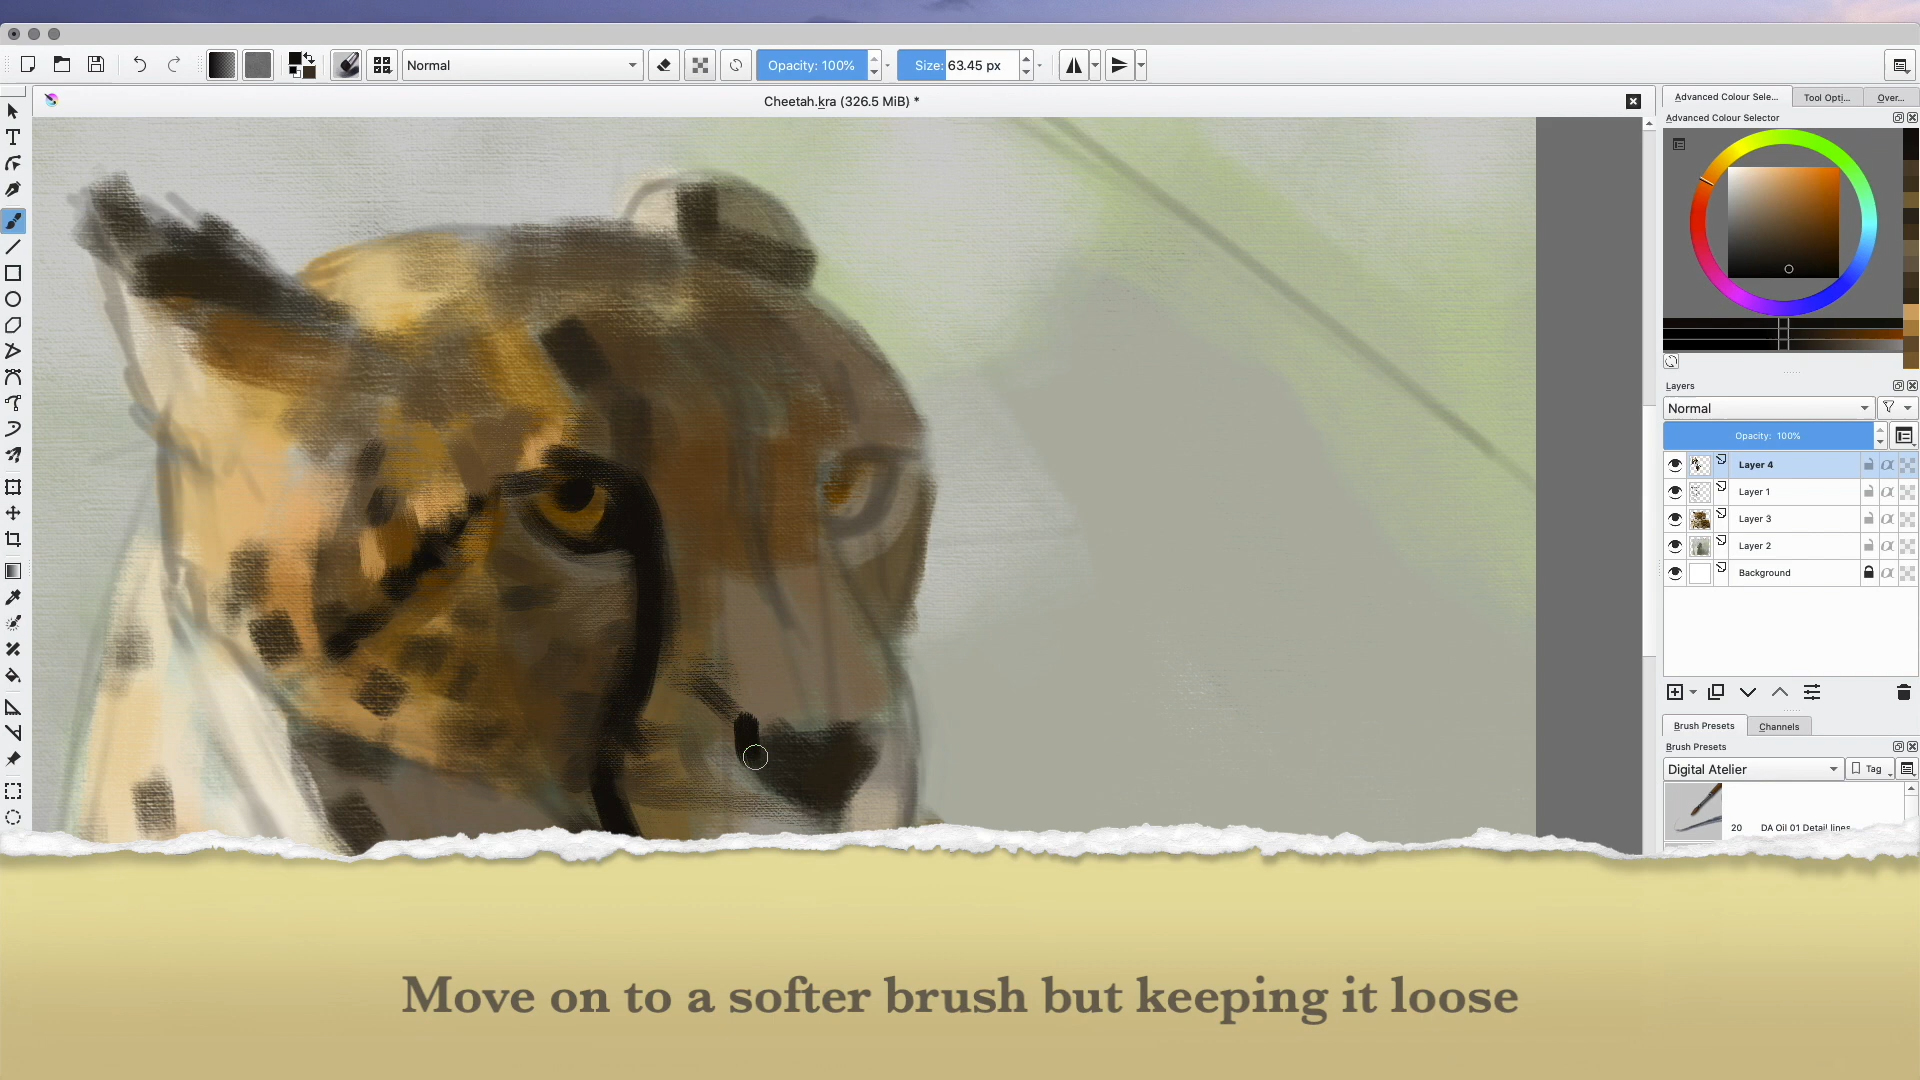 Normal
Opacity: 100%
Size: 63.45 px
Cheetah.kra (326.5 MiB) *
Advanced Colour Sele...
Tool Opti...
Over...
Advanced Colour Selector
Layers
Normal
Opacity: 100%
Layer 4
Layer 1
Layer 3
Layer 2
Background
Brush Presets
Channels
Brush Presets
Digital Atelier
Tag
20 DA Oil 01 Detail lines
Move on to a softer brush but keeping it loose